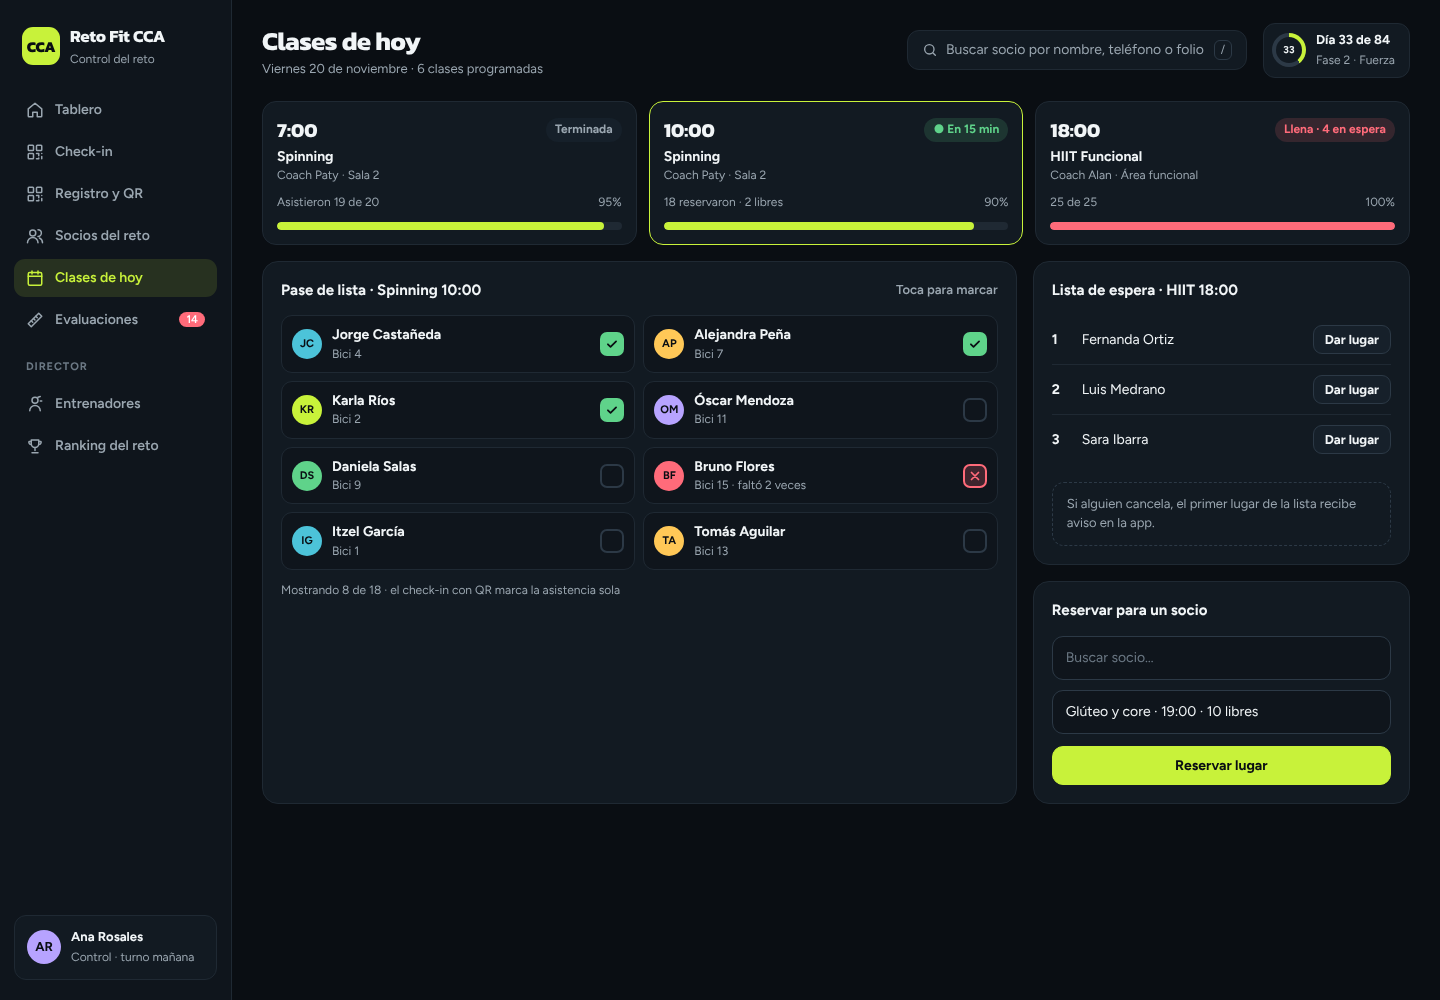 CCA
Reto Fit CCA
Control del reto
Tablero
Check-in
Registro y QR
Socios del reto
Clases de hoy
Evaluaciones
14
DIRECTOR
Entrenadores
Ranking del reto
AR
Ana Rosales
Control · turno mañana
Clases de hoy
Viernes 20 de noviembre · 6 clases programadas
Buscar socio por nombre, teléfono o folio
/
33
Día 33 de 84
Fase 2 · Fuerza
7:00
Terminada
Spinning
Coach Paty · Sala 2
Asistieron 19 de 20
95%
10:00
En 15 min
Spinning
Coach Paty · Sala 2
18 reservaron · 2 libres
90%
18:00
Llena · 4 en espera
HIIT Funcional
Coach Alan · Área funcional
25 de 25
100%
Pase de lista · Spinning 10:00
Toca para marcar
JC
Jorge Castañeda
Bici 4
AP
Alejandra Peña
Bici 7
KR
Karla Ríos
Bici 2
OM
Óscar Mendoza
Bici 11
DS
Daniela Salas
Bici 9
BF
Bruno Flores
Bici 15 · faltó 2 veces
IG
Itzel García
Bici 1
TA
Tomás Aguilar
Bici 13
Mostrando 8 de 18 · el check-in con QR marca la asistencia sola
Lista de espera · HIIT 18:00
1 Fernanda Ortiz Dar lugar
2 Luis Medrano Dar lugar
3 Sara Ibarra Dar lugar
Si alguien cancela, el primer lugar de la lista recibe
aviso en la app.
Reservar para un socio
Buscar socio...
Glúteo y core · 19:00 · 10 libres
Reservar lugar